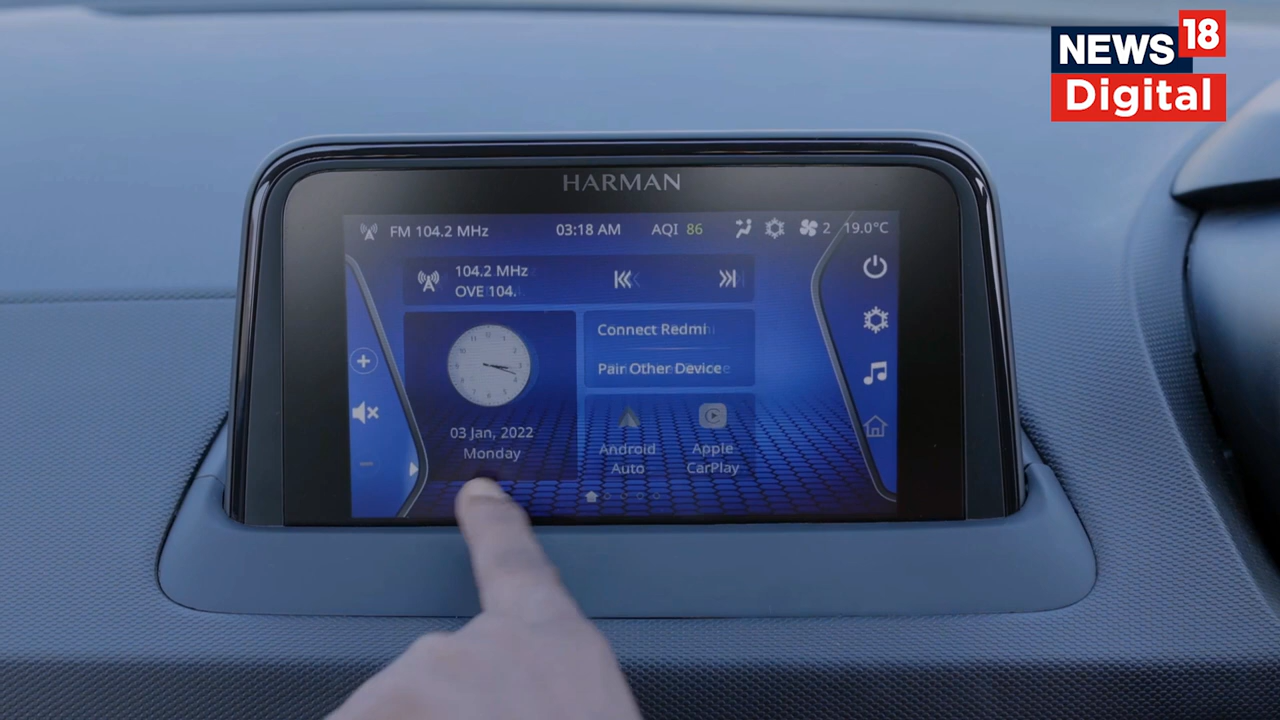 NEWS 18
Digital
HARMAN
FM 104.2 MHz 03:18 AM AQI 86 2 19.0°C
104.2 MHz
OVE 104.
Connect Redmi
Pair Other Device
03 Jan, 2022
Monday
Android
Auto
Apple
CarPlay